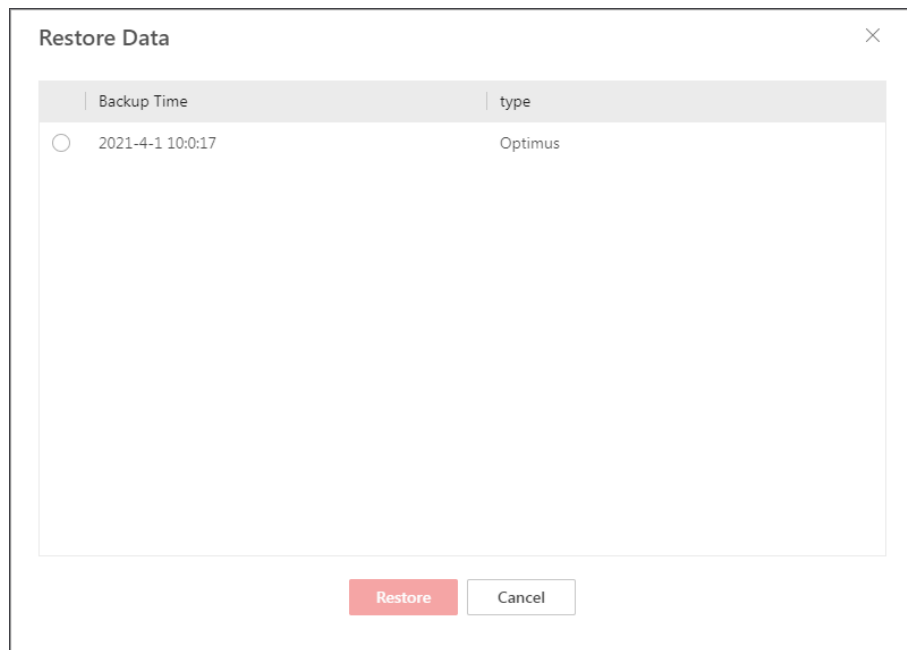 Restore Data
Backup Time type
2021-4-1 10:0:17 Optimus
Restore Cancel